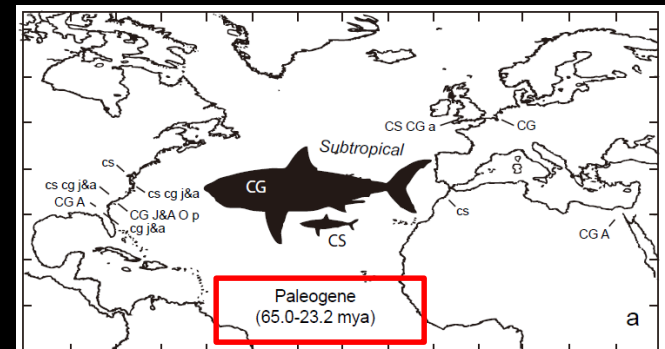 CS CG a
CG
Subtropical
cs
cs cg j&a
cs cg j&a
CG
CG A
CG J&A O p
cg j&a
CS
cs
CG A
Paleogene
(65.0-23.2 mya)
a